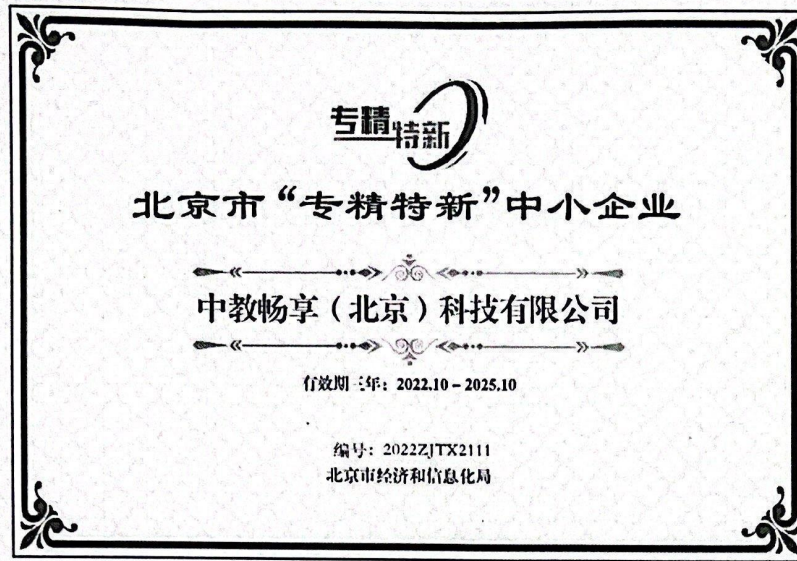 专精特新
北京市“专精特新”中小企业
中教畅享（北京）科技有限公司
有效期三年：2022.10－2025.10
编号：2022ZJTX2111
北京市经济和信息化局